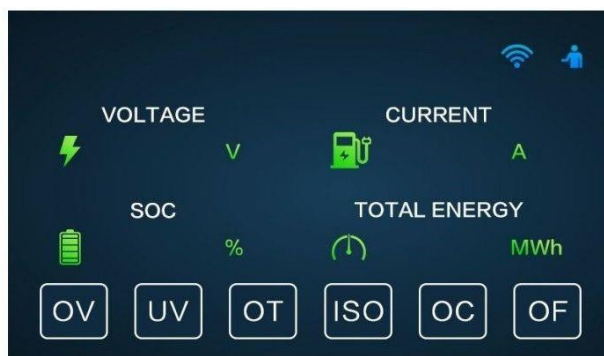 VOLTAGE CURRENT
V A
SOC TOTAL ENERGY
% MWh
OV UV OT ISO OC OF